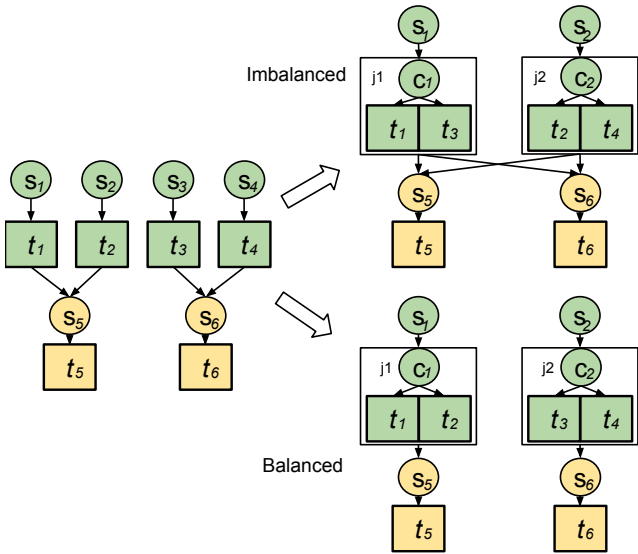 s1 s2
Imbalanced j1 c1 j2 c2
t1 t3 t2 t4
s1 s2 s3 s4
s5 s6
t1 t2 t3 t4
t5 t6
s5 s6
t5 t6
s1 s2
j1 c1 j2 c2
t1 t2 t3 t4
Balanced
s5 s6
t5 t6